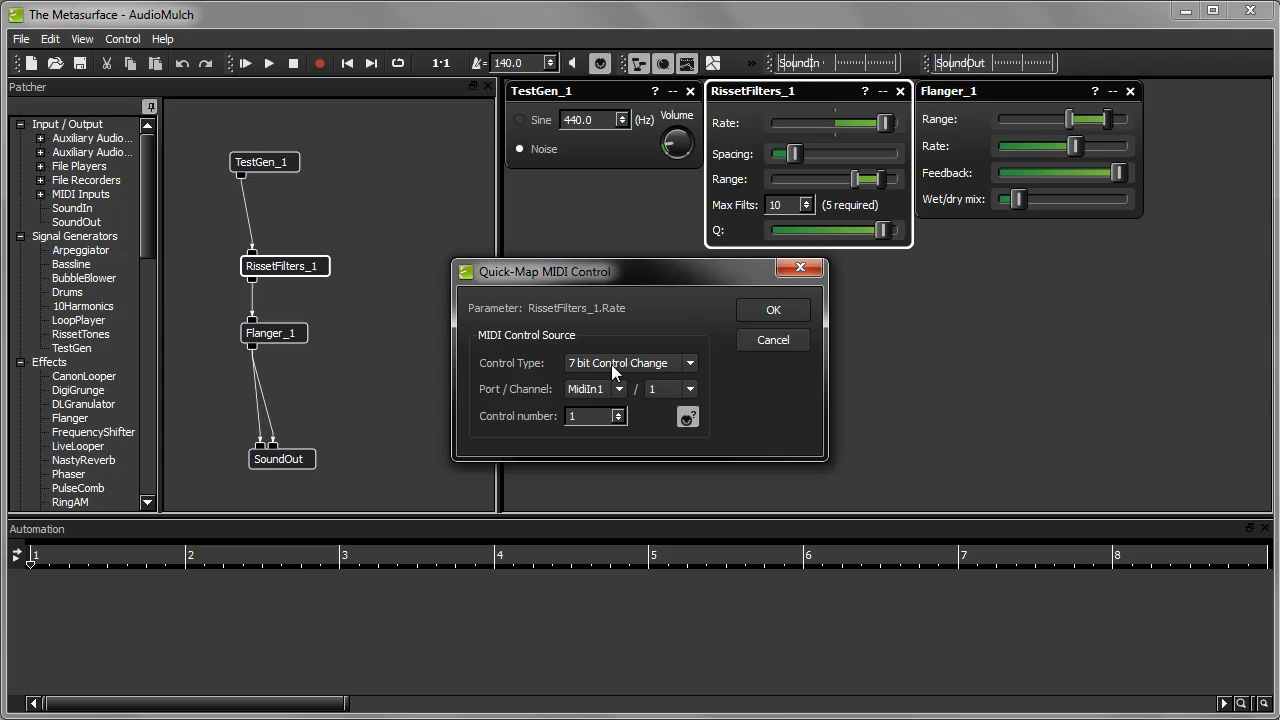 The Metasurface - AudioMulch
File Edit View Control Help
1·1 140.0 SoundIn SoundOut
Patcher
Input / Output
Auxiliary Audio...
Auxiliary Audio...
File Players
File Recorders
MIDI Inputs
SoundIn
SoundOut
Signal Generators
Arpeggiator
Bassline
BubbleBlower
Drums
10Harmonics
LoopPlayer
RissetTones
TestGen
Effects
CanonLooper
DigiGrunge
DLGranulator
Flanger
FrequencyShifter
LiveLooper
NastyReverb
Phaser
PulseComb
RingAM
TestGen_1
RissetFilters_1
Flanger_1
SoundOut
TestGen_1 ? --
Sine 440.0 (Hz) Volume
Noise
RissetFilters_1 ? --
Rate:
Spacing:
Range:
Max Filts: 10 (5 required)
Q:
Flanger_1 ? --
Range:
Rate:
Feedback:
Wet/dry mix:
Quick-Map MIDI Control
Parameter: RissetFilters_1.Rate
MIDI Control Source
Control Type: 7 bit Control Change
Port / Channel: MidiIn1 / 1
Control number: 1 ?
OK
Cancel
Automation
1 2 3 4 5 6 7 8